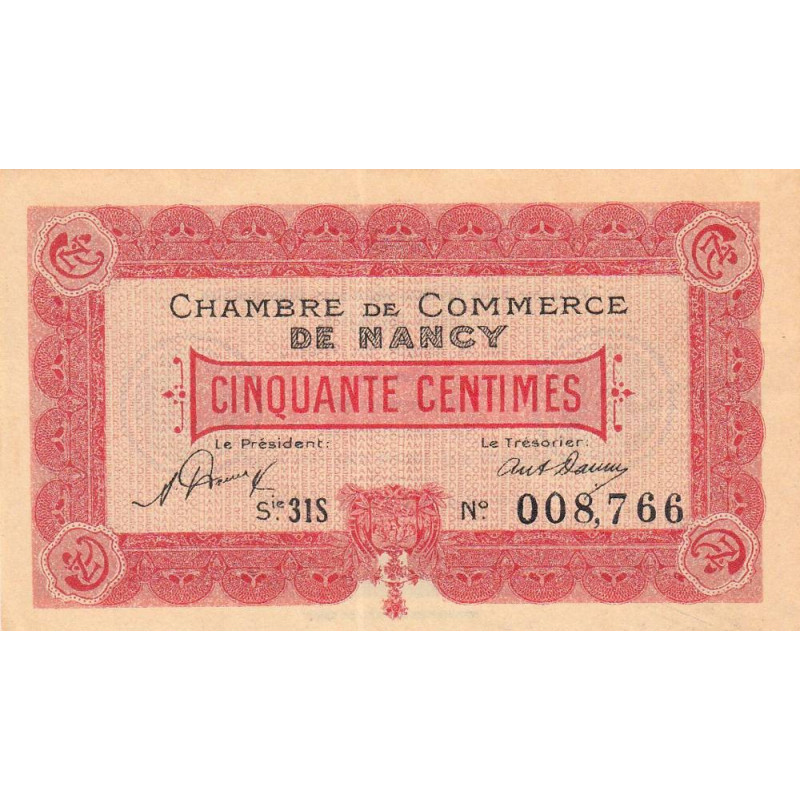 CHAMBRE DE COMMERCE
DE NANCY
CINQUANTE CENTIMES
Le Président: Le Trésorier:
Sie. 31S Nº 008,766